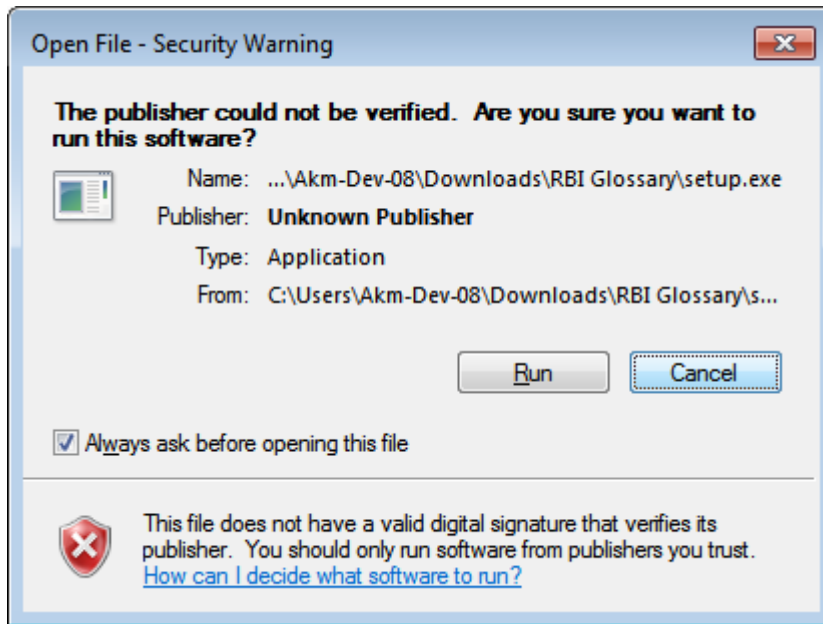 Open File - Security Warning
The publisher could not be verified.  Are you sure you want to
run this software?
Name: ...\Akm-Dev-08\Downloads\RBI Glossary\setup.exe
Publisher: Unknown Publisher
Type: Application
From: C:\Users\Akm-Dev-08\Downloads\RBI Glossary\s...
Run Cancel
Always ask before opening this file
This file does not have a valid digital signature that verifies its
publisher.  You should only run software from publishers you trust.
How can I decide what software to run?